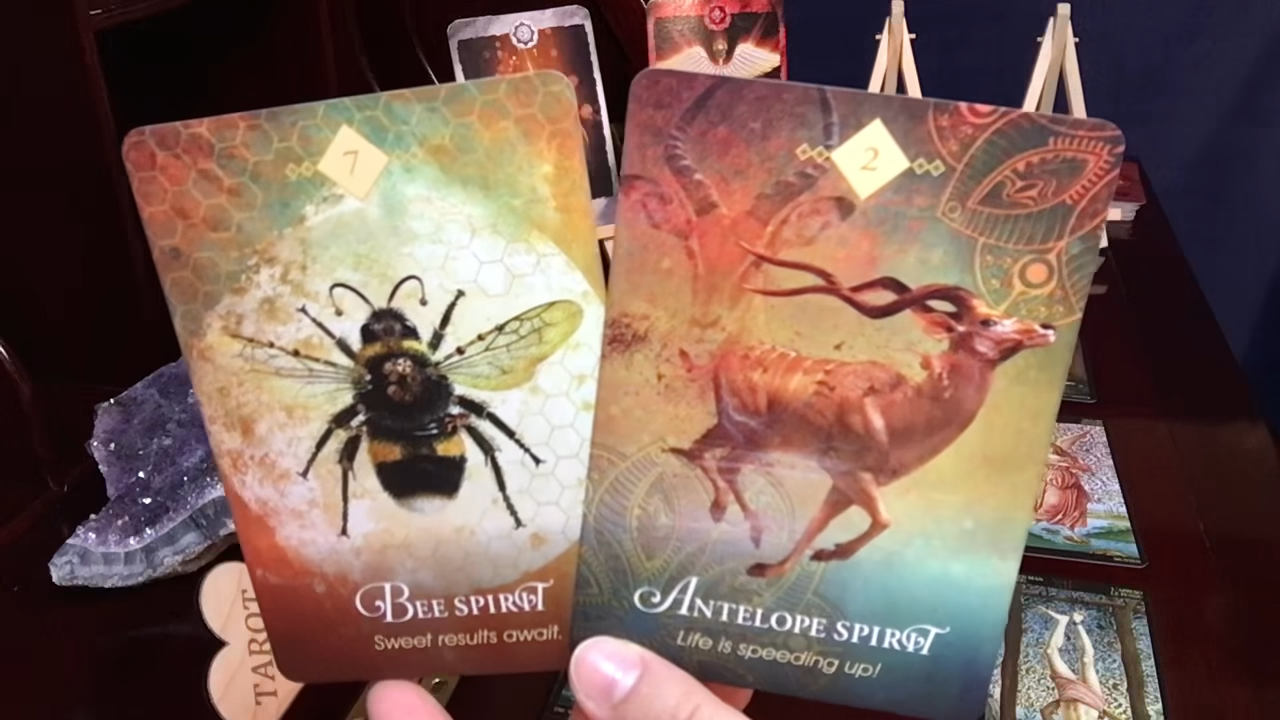 7
BEE SPIRIT
Sweet results await.
2
ANTELOPE SPIRIT
Life is speeding up!
TAROT